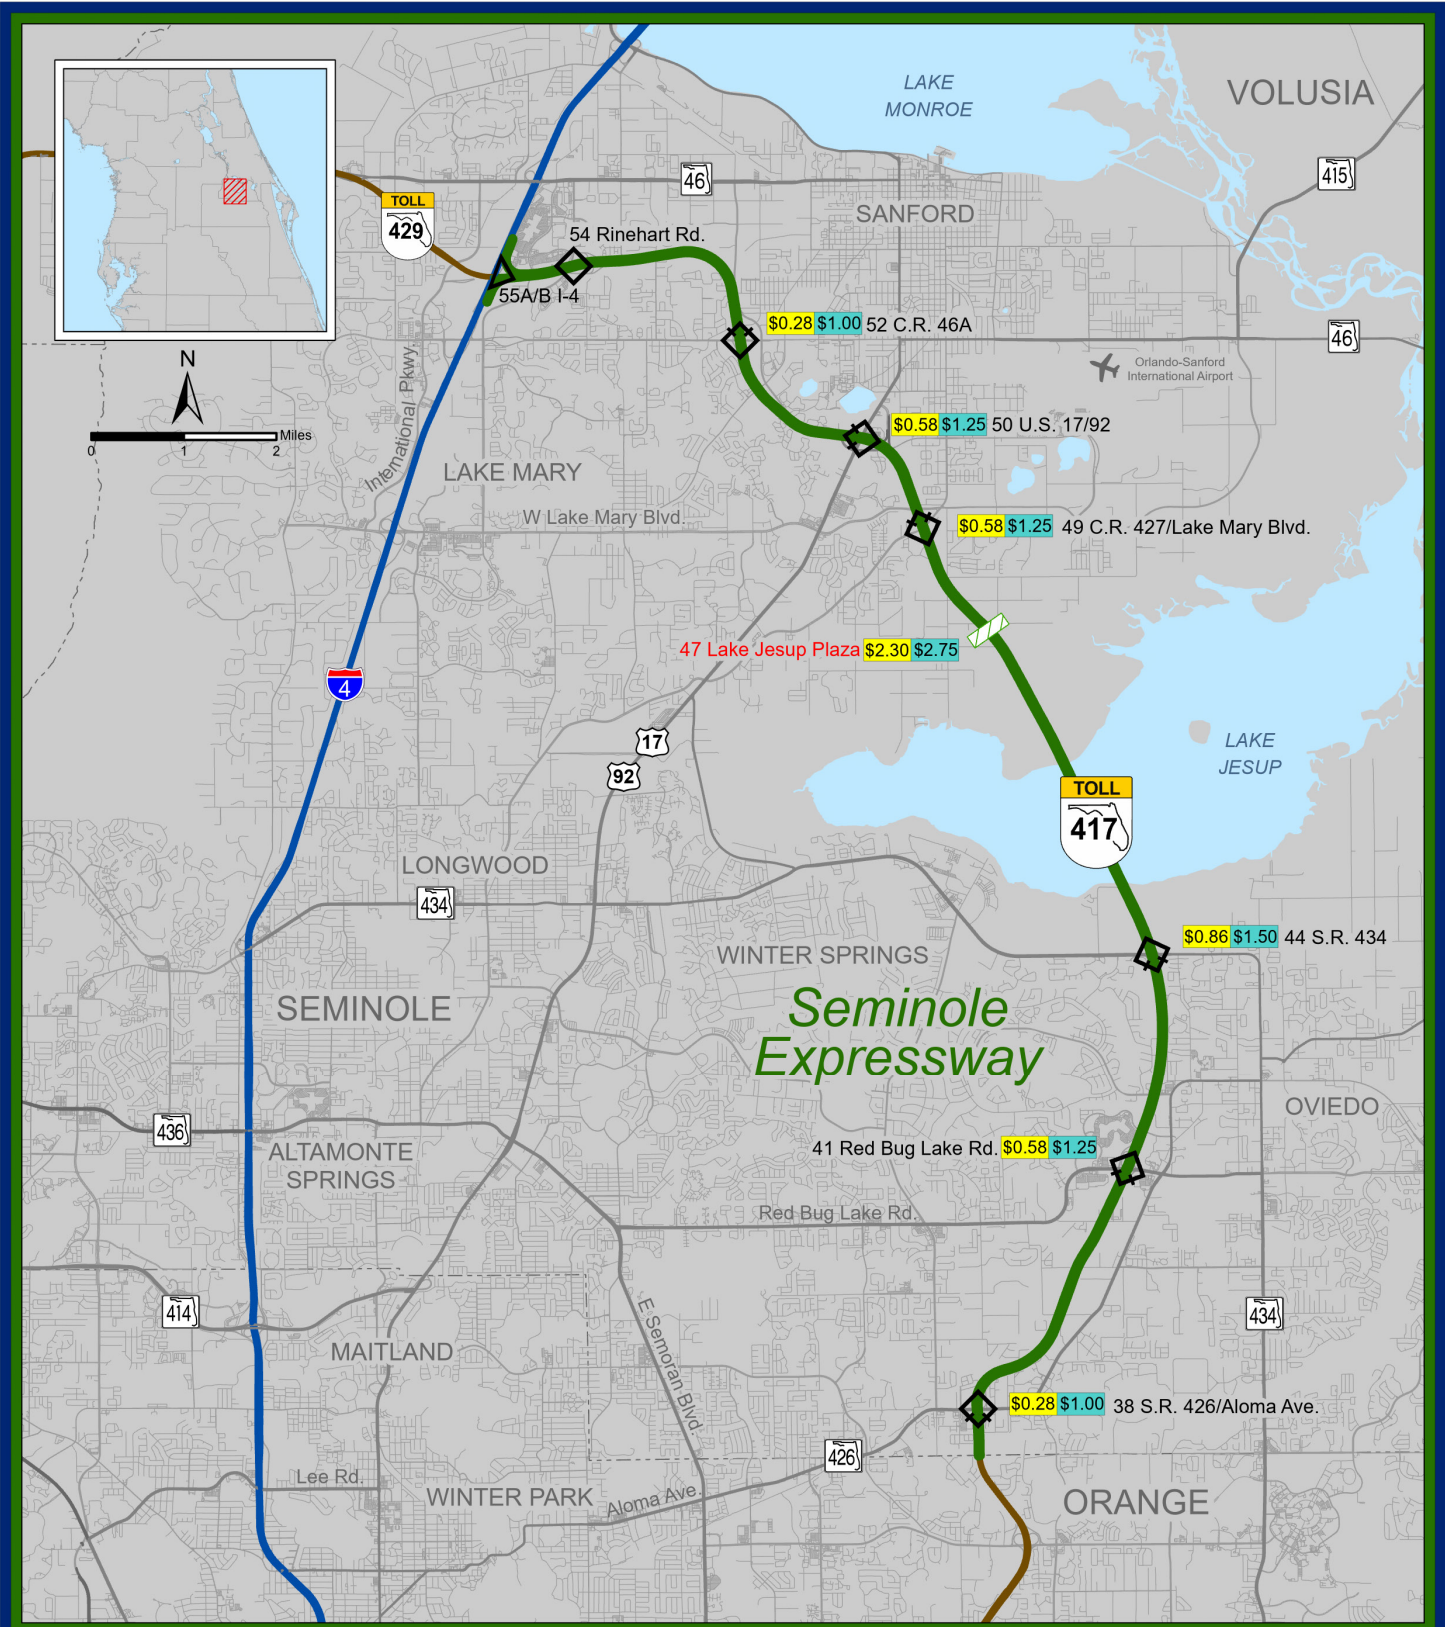 LAKE
MONROE
VOLUSIA
415
46
TOLL
429
SANFORD
54 Rinehart Rd.
55A/B I-4
$0.28 $1.00 52 C.R. 46A
46
Orlando-Sanford
International Airport
N
Miles
0 1 2
International Pkwy.
$0.58 $1.25 50 U.S. 17/92
LAKE MARY
W Lake Mary Blvd.
$0.58 $1.25 49 C.R. 427/Lake Mary Blvd.
47 Lake Jesup Plaza $2.30 $2.75
4
17
92
LAKE
JESUP
TOLL
417
LONGWOOD
434
WINTER SPRINGS
$0.86 $1.50 44 S.R. 434
SEMINOLE
Seminole
Expressway
436
OVIEDO
ALTAMONTE
SPRINGS
41 Red Bug Lake Rd. $0.58 $1.25
Red Bug Lake Rd.
414
434
E Semoran Blvd.
MAITLAND
$0.28 $1.00 38 S.R. 426/Aloma Ave.
426
Lee Rd.
WINTER PARK
Aloma Ave.
ORANGE